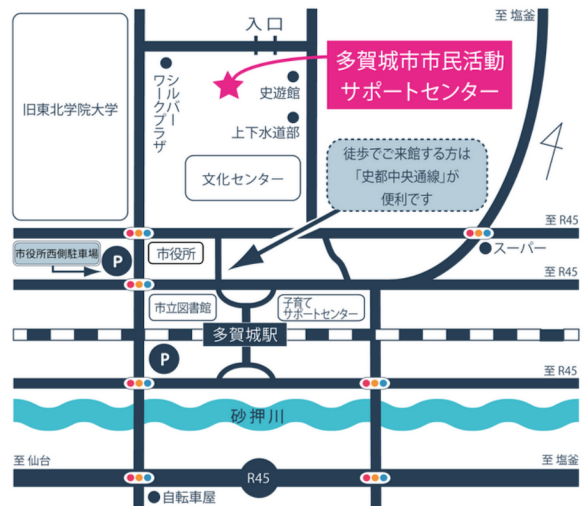 至 塩釜
入 口
多賀城市市民活動
サポートセンター
旧東北学院大学
シルバー
ワークプラザ
史遊館
上下水道部
徒歩でご来館する方は
「史都中央通線」が
便利です
文化センター
至 R45
市役所西側駐車場
P
市役所
スーパー
至 R45
市立図書館
子育て
サポートセンター
多賀城駅
P
至 R45
砂押川
至 仙台
R45
至 塩釜
自転車屋